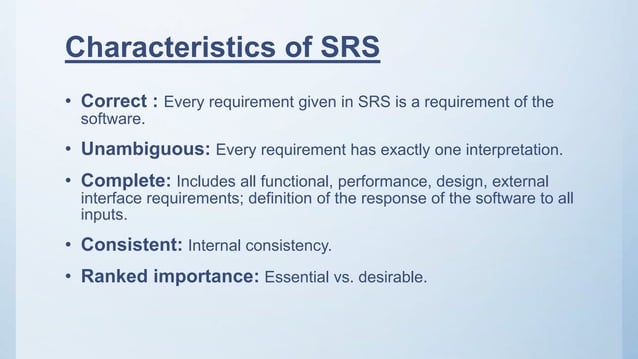 Characteristics of SRS
• Correct : Every requirement given in SRS is a requirement of the
software.
• Unambiguous: Every requirement has exactly one interpretation.
• Complete: Includes all functional, performance, design, external
interface requirements; definition of the response of the software to all
inputs.
• Consistent: Internal consistency.
• Ranked importance: Essential vs. desirable.